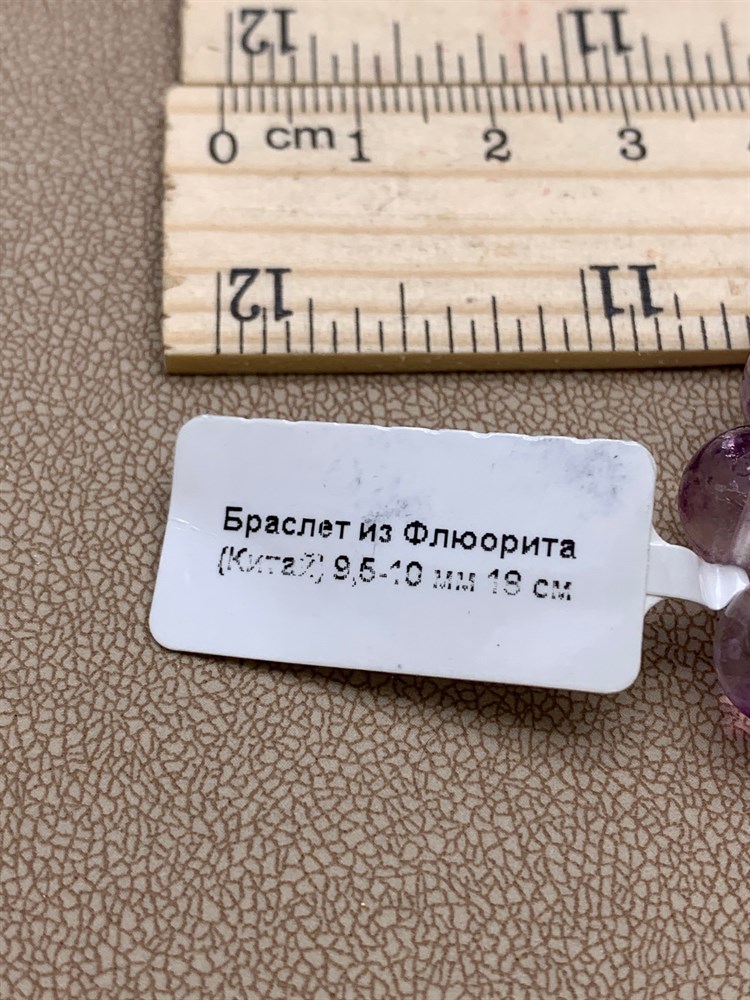 12 11
0 cm 1 2 3
12 11
Браслет из Флюорита
(Китай) 9,5-10 мм 18 см